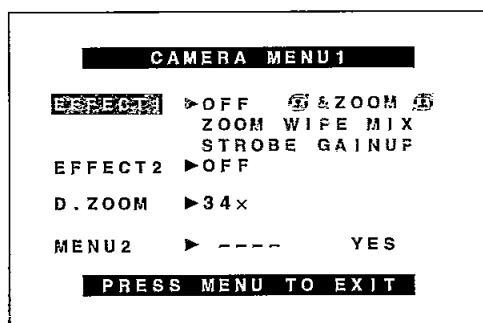 CAMERA MENU1
EFFECT1 ►OFF &ZOOM
ZOOM WIPE MIX
STROBE GAINUP
EFFECT2 ►OFF
D.ZOOM ►34×
MENU2 ► ---- YES
PRESS MENU TO EXIT